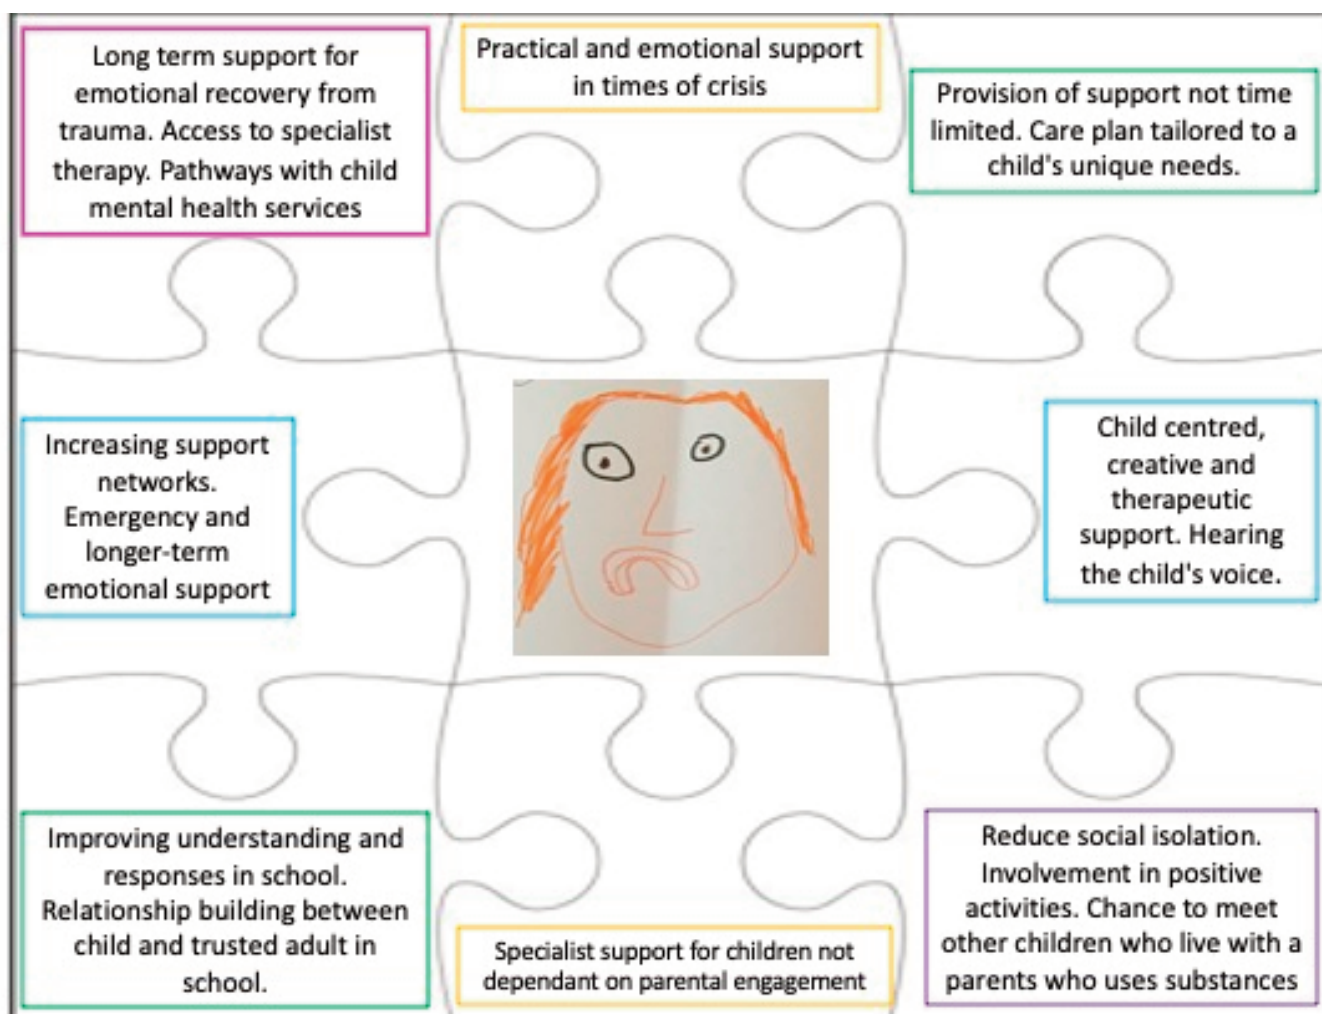 Long term support for
emotional recovery from
trauma. Access to specialist
therapy. Pathways with child
mental health services
Practical and emotional support
in times of crisis
Provision of support not time
limited. Care plan tailored to a
child's unique needs.
Increasing support
networks.
Emergency and
longer-term
emotional support
Child centred,
creative and
therapeutic
support. Hearing
the child's voice.
Improving understanding and
responses in school.
Relationship building between
child and trusted adult in
school.
Specialist support for children not
dependant on parental engagement
Reduce social isolation.
Involvement in positive
activities. Chance to meet
other children who live with a
parents who uses substances